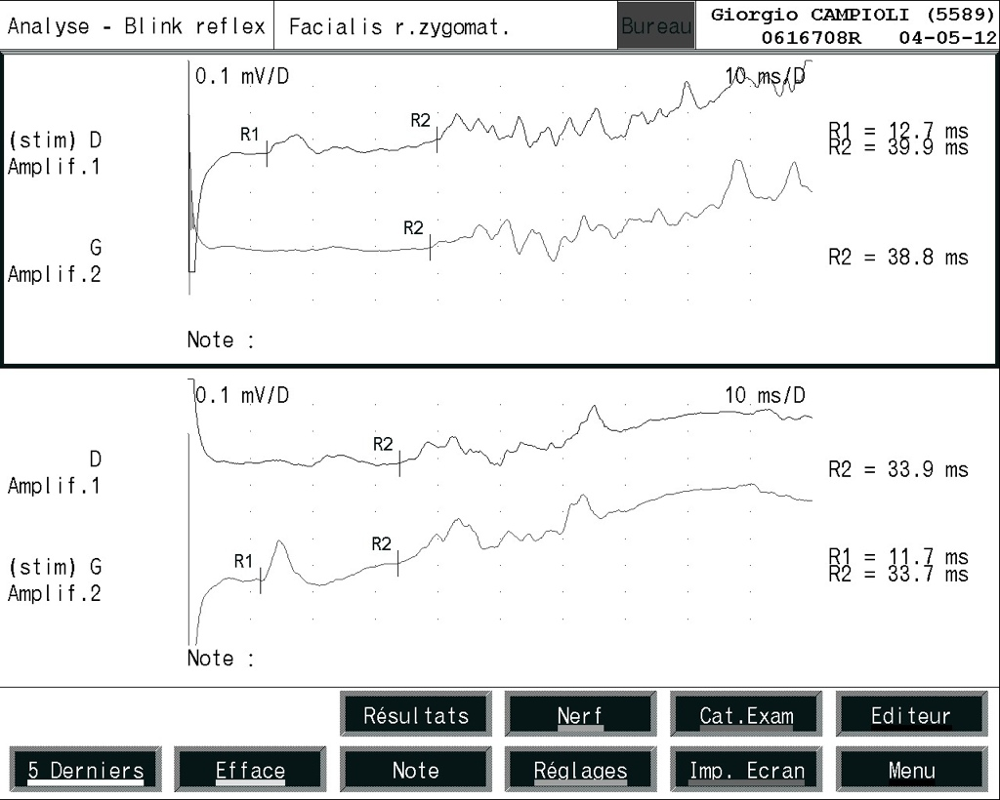 Analyse - Blink reflex
Facialis r.zygomat.
Bureau
Giorgio CAMPIOLI (5589)
0616708R 04-05-12
0.1 mV/D
10 ms/D
R1
R2
(stim) D
Amplif.1
R1 = 12.7 ms
R2 = 39.9 ms
R2
G
Amplif.2
R2 = 38.8 ms
Note :
0.1 mV/D
10 ms/D
R2
D
Amplif.1
R2 = 33.9 ms
R1
R2
(stim) G
Amplif.2
R1 = 11.7 ms
R2 = 33.7 ms
Note :
Résultats
Nerf
Cat.Exam
Editeur
5 Derniers
Efface
Note
Réglages
Imp. Ecran
Menu